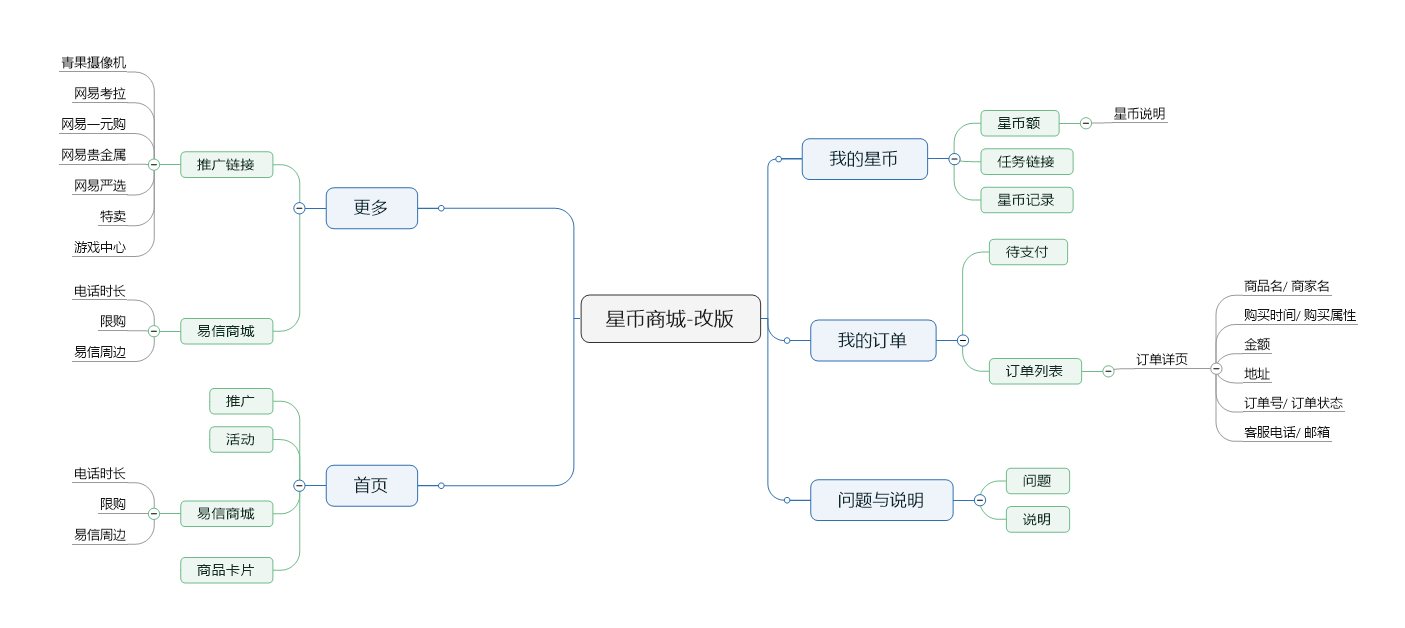 星币商城-改版
更多
推广链接
青果摄像机
网易考拉
网易一元购
网易贵金属
网易严选
特卖
游戏中心
易信商城
电话时长
限购
易信周边
首页
推广
活动
易信商城
电话时长
限购
易信周边
商品卡片
我的星币
星币额
星币说明
任务链接
星币记录
我的订单
待支付
订单列表
订单详页
商品名/ 商家名
购买时间/ 购买属性
金额
地址
订单号/ 订单状态
客服电话/ 邮箱
问题与说明
问题
说明